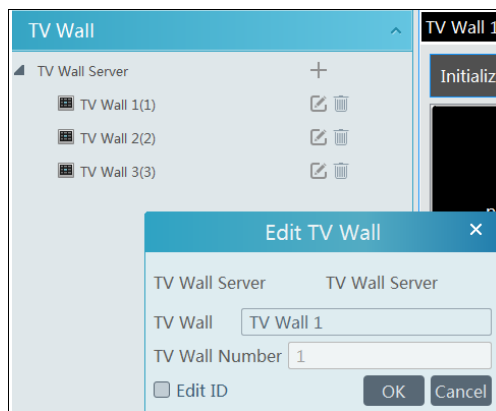 TV Wall
TV Wall 1
TV Wall Server
Initializ
TV Wall 1(1)
TV Wall 2(2)
TV Wall 3(3)
Edit TV Wall
TV Wall Server TV Wall Server
TV Wall TV Wall 1
TV Wall Number 1
Edit ID OK Cancel